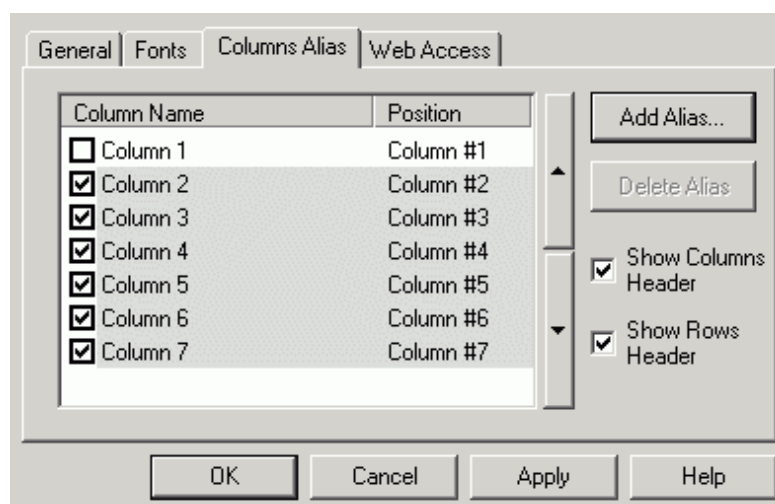 General Fonts Columns Alias Web Access
Column Name Position
Column 1 Column #1
Column 2 Column #2
Column 3 Column #3
Column 4 Column #4
Column 5 Column #5
Column 6 Column #6
Column 7 Column #7
Add Alias...
Delete Alias
Show Columns
Header
Show Rows
Header
OK Cancel Apply Help